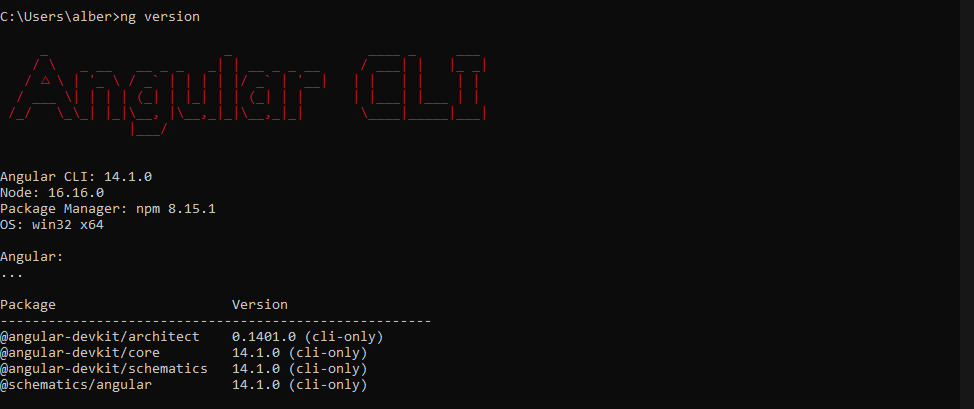 C:\Users\alber>ng version
Angular CLI
Angular CLI: 14.1.0
Node: 16.16.0
Package Manager: npm 8.15.1
OS: win32 x64
Angular:
...
Package Version
------------------------------------------------------
@angular-devkit/architect 0.1401.0 (cli-only)
@angular-devkit/core 14.1.0 (cli-only)
@angular-devkit/schematics 14.1.0 (cli-only)
@schematics/angular 14.1.0 (cli-only)